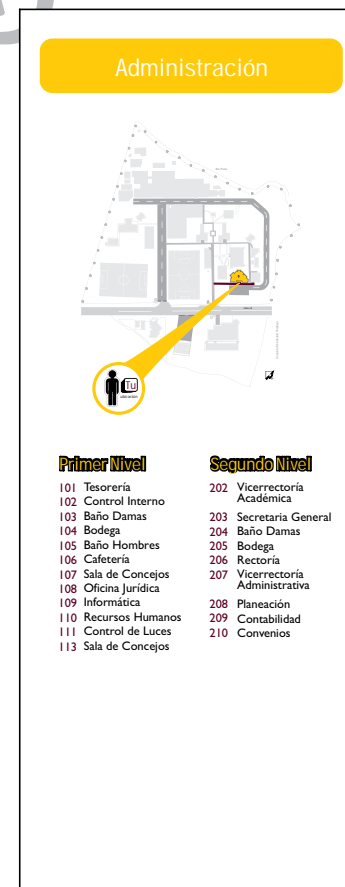 Administración
Tu
ubicacion
Primer Nivel
101 Tesorería
102 Control Interno
103 Baño Damas
104 Bodega
105 Baño Hombres
106 Cafetería
107 Sala de Concejos
108 Oficina Jurídica
109 Informática
110 Recursos Humanos
111 Control de Luces
113 Sala de Concejos
Segundo Nivel
202 Vicerrectoría
Académica
203 Secretaria General
204 Baño Damas
205 Bodega
206 Rectoría
207 Vicerrectoría
Administrativa
208 Planeación
209 Contabilidad
210 Convenios